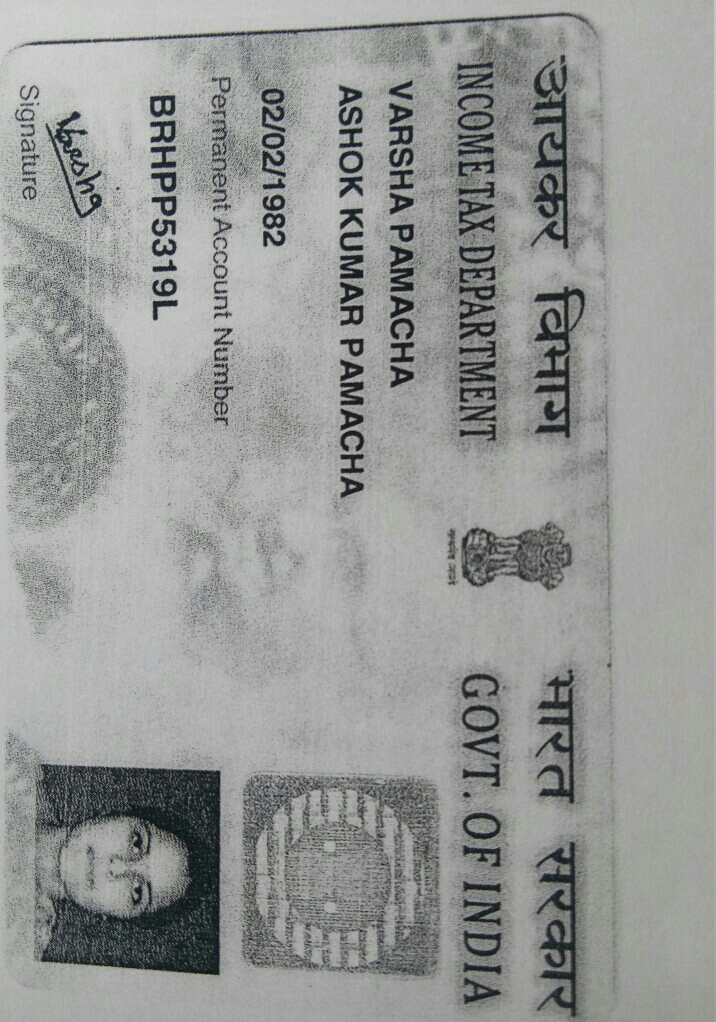 आयकर विभाग
INCOME TAX DEPARTMENT
भारत सरकार
GOVT. OF INDIA
VARSHA PAMACHA
ASHOK KUMAR PAMACHA
02/02/1982
Permanent Account Number
BRHPP5319L
Varsha
Signature
सत्यमेव जयते